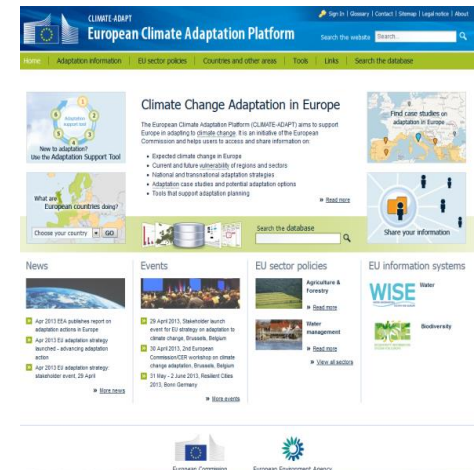 CLIMATE-ADAPT
European Climate Adaptation Platform
Sign In | Glossary | Contact | Sitemap | Legal notice | About
Search the website Search...
Home Adaptation information EU sector policies Countries and other areas Tools Links Search the database
Adaptation support tool
1
2
3
4
5
6
New to adaptation?
Use the Adaptation Support Tool
What are
European countries doing?
Choose your country GO
Climate Change Adaptation in Europe
The European Climate Adaptation Platform (CLIMATE-ADAPT) aims to support
Europe in adapting to climate change. It is an initiative of the European
Commission and helps users to access and share information on:
Expected climate change in Europe
Current and future vulnerability of regions and sectors
National and transnational adaptation strategies
Adaptation case studies and potential adaptation options
Tools that support adaptation planning
» Read more
Find case studies on
adaptation in Europe
Share your information
Search the database
News
Apr 2013 EEA publishes report on
adaptation actions in Europe
Apr 2013 EU adaptation strategy
launched - advancing adaptation
action
Apr 2013 EU adaptation strategy:
stakeholder event, 29 April
» More news
Events
29 April 2013, Stakeholder launch
event for EU strategy on adaptation to
climate change, Brussels, Belgium
30 April 2013, 2nd European
Commission/CER workshop on climate
change adaptation, Brussels, Belgium
31 May - 2 June 2013, Resilient Cities
2013, Bonn Germany
» More events
EU sector policies
Agriculture &
Forestry
» Read more
Water
management
» Read more
» View all sectors
EU information systems
WISE
Water
Biodiversity
European Commission
European Environment Agency